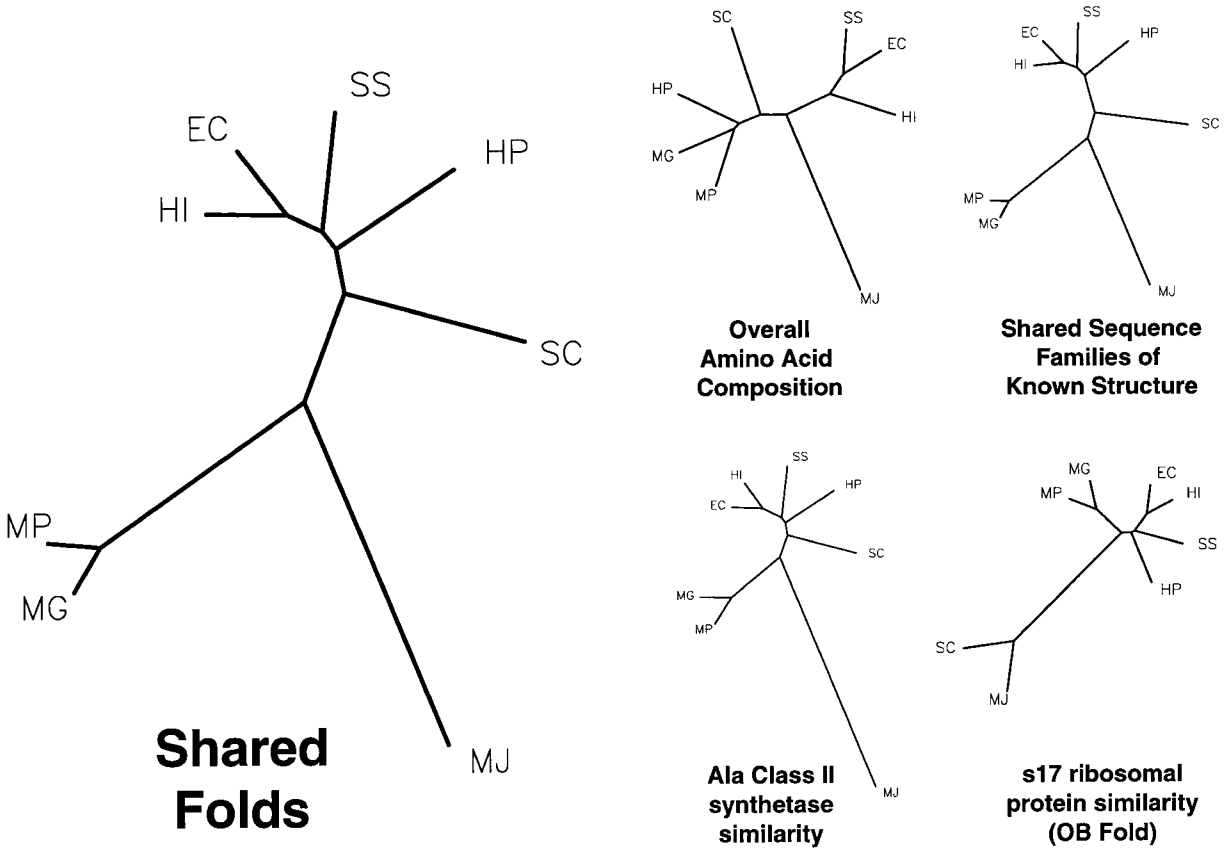 SS
EC
HP
HI
SC
MP
MG
MJ
Shared
Folds
SC
SS
EC
HP
HI
MG
MP
MJ
Overall
Amino Acid
Composition
SS
EC
HP
HI
SC
MP
MG
MJ
Shared Sequence
Families of
Known Structure
SS
HI
HP
EC
SC
MG
MP
MJ
Ala Class II
synthetase
similarity
MG
EC
MP
HI
SS
HP
SC
MJ
s17 ribosomal
protein similarity
(OB Fold)